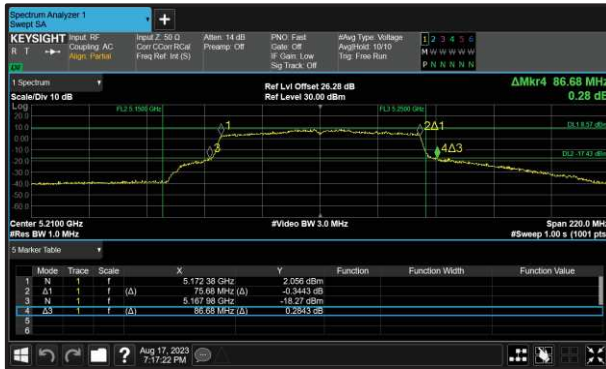 Spectrum Analyzer 1
Swept SA
KEYSIGHT Input: RF Input Z: 50 Ω Atten: 14 dB PNO: Fast #Avg Type: Voltage 1 2 3 4 5 6
R T Coupling: AC Corr CCorr RCal Preamp: Off Gate: Off Avg|Hold: 10/10 M W W W W W
Align: Partial Freq Ref: Int (S) IF Gain: Low Trig: Free Run P N N N N N
Sig Track: Off
1 Spectrum
Ref Lvl Offset 26.28 dB ΔMkr4 86.68 MHz
Scale/Div 10 dB Ref Level 30.00 dBm 0.28 dB
Log
FL2 5.1500 GHz FL3 5.2500 GHz
20.0
10.0 1 2Δ1 DL1 8.57 dBm
0.00
-10.0 3 4Δ3 DL2 -17.43 dBm
-20.0
-30.0
-40.0
-50.0
-60.0
Center 5.2100 GHz #Video BW 3.0 MHz Span 220.0 MHz
#Res BW 1.0 MHz #Sweep 1.00 s (1001 pts)
5 Marker Table
Mode Trace Scale X Y Function Function Width Function Value
1 N 1 f 5.172 38 GHz 2.056 dBm
2 Δ1 1 f (Δ) 75.68 MHz (Δ) -0.3443 dB
3 N 1 f 5.167 98 GHz -18.27 dBm
4 Δ3 1 f (Δ) 86.68 MHz (Δ) 0.2843 dB
5
6
? Aug 17, 2023
7:17:22 PM